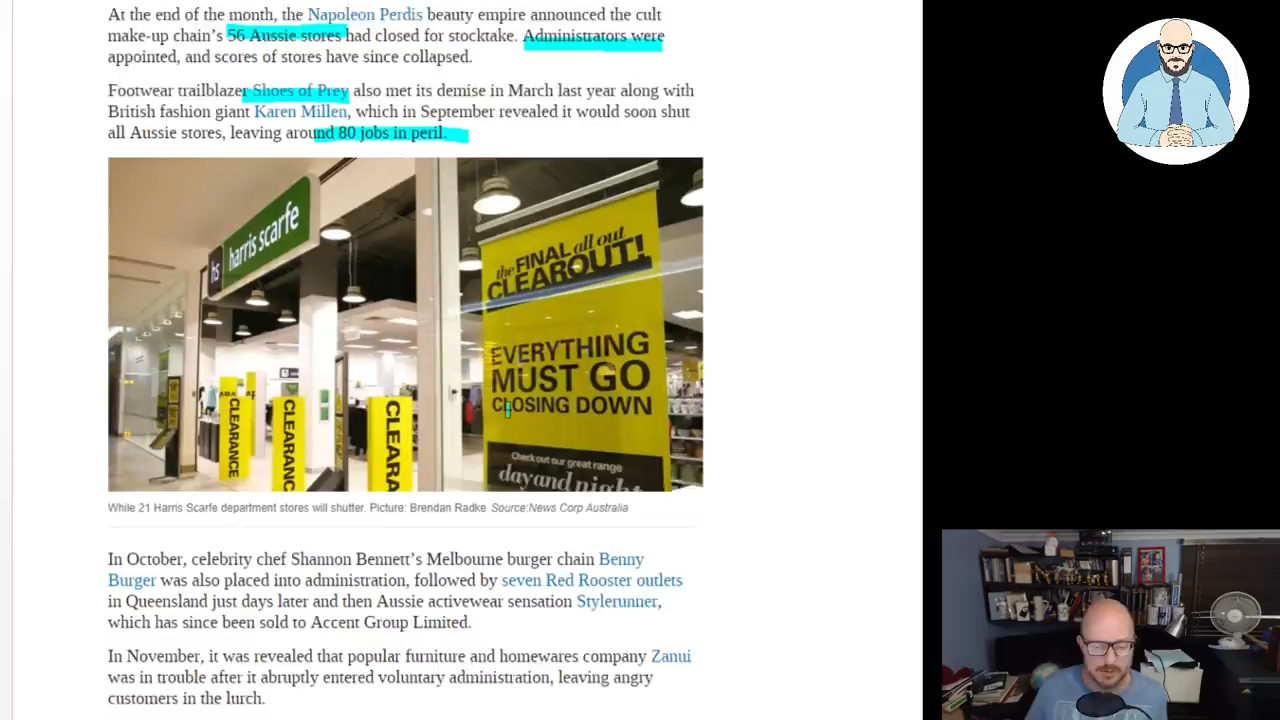 At the end of the month, the Napoleon Perdis beauty empire announced the cult
make-up chain’s 56 Aussie stores had closed for stocktake. Administrators were
appointed, and scores of stores have since collapsed.
Footwear trailblazer Shoes of Prey also met its demise in March last year along with
British fashion giant Karen Millen, which in September revealed it would soon shut
all Aussie stores, leaving around 80 jobs in peril.
hs harris scarfe
the FINAL all out
CLEAROUT!
EVERYTHING
MUST GO
CLOSING DOWN
Check out our great range
day and night
CLEARANCE
CLEARANC
CLEARA
While 21 Harris Scarfe department stores will shutter. Picture: Brendan Radke Source:News Corp Australia
In October, celebrity chef Shannon Bennett’s Melbourne burger chain Benny
Burger was also placed into administration, followed by seven Red Rooster outlets
in Queensland just days later and then Aussie activewear sensation Stylerunner,
which has since been sold to Accent Group Limited.
In November, it was revealed that popular furniture and homewares company Zanui
was in trouble after it abruptly entered voluntary administration, leaving angry
customers in the lurch.